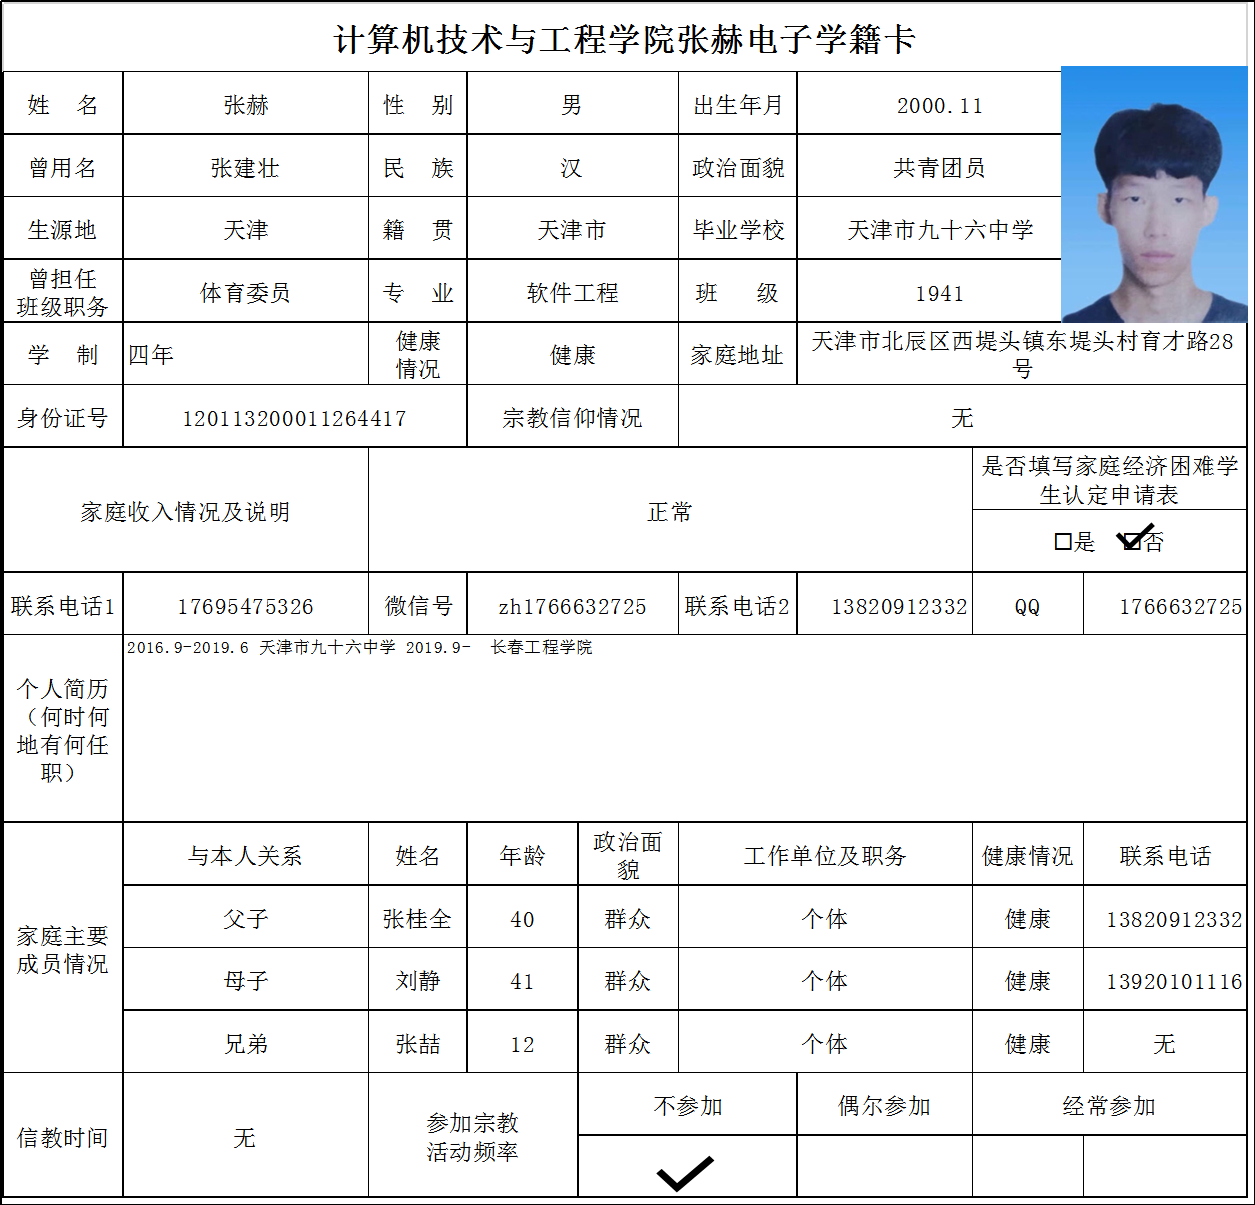 计算机技术与工程学院张赫电子学籍卡
姓 名 张赫 性 别 男 出生年月 2000.11
曾用名 张建壮 民 族 汉 政治面貌 共青团员
生源地 天津 籍 贯 天津市 毕业学校 天津市九十六中学
曾担任
班级职务 体育委员 专 业 软件工程 班 级 1941
学 制 四年 健康
情况 健康 家庭地址 天津市北辰区西堤头镇东堤头村育才路28
号
身份证号 120113200011264417 宗教信仰情况 无
家庭收入情况及说明 正常 是否填写家庭经济困难学
生认定申请表
□是 ☑否
联系电话1 17695475326 微信号 zh1766632725 联系电话2 13820912332 QQ 1766632725
个人简历
（何时何
地有何任
职）
2016.9-2019.6 天津市九十六中学 2019.9- 长春工程学院
家庭主要
成员情况
与本人关系 姓名 年龄 政治面
貌 工作单位及职务 健康情况 联系电话
父子 张桂全 40 群众 个体 健康 13820912332
母子 刘静 41 群众 个体 健康 13920101116
兄弟 张喆 12 群众 个体 健康 无
信教时间 无 参加宗教
活动频率 不参加 偶尔参加 经常参加
✓